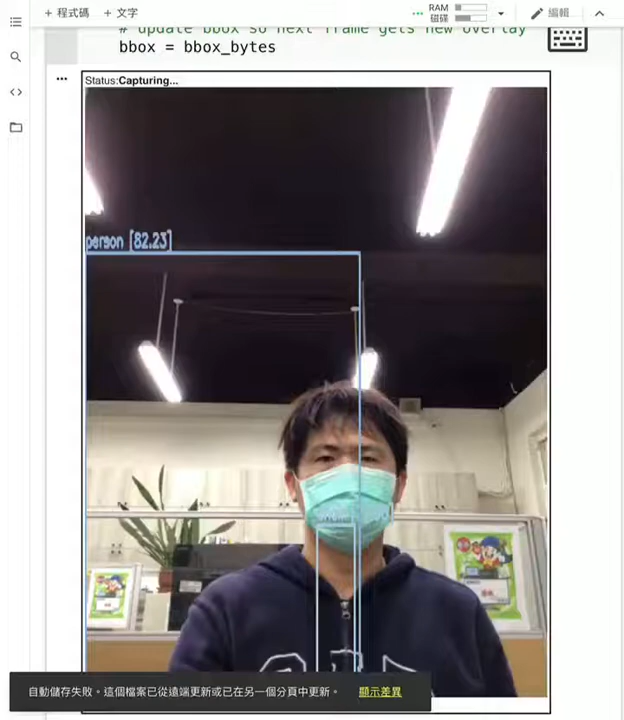 + 程式碼 + 文字
RAM
磁碟
編輯
# update bbox so next frame gets new overlay
bbox = bbox_bytes
Status:Capturing...
person [82.23]
自動儲存失敗。這個檔案已從遠端更新或已在另一個分頁中更新。 顯示差異